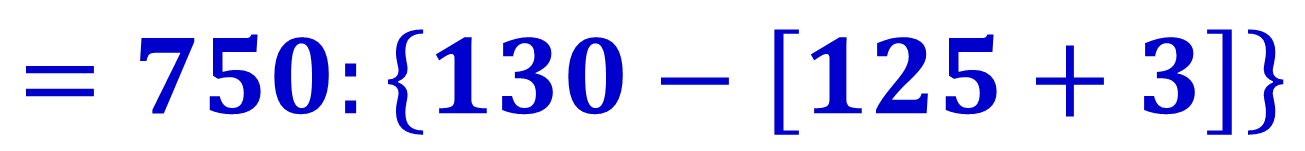 = 750: {130 − [125 + 3]}